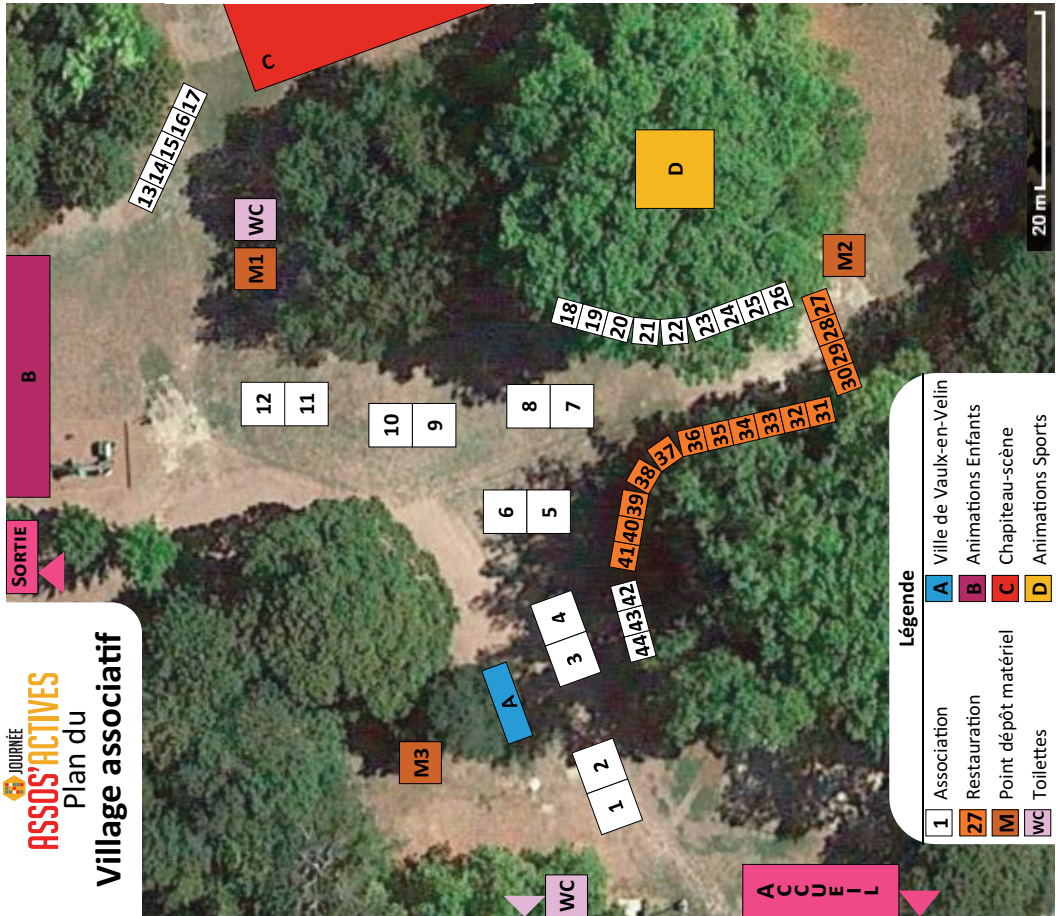 JOURNÉE
ASSOS'ACTIVES
Plan du
Village associatif
SORTIE
B
C
13 14 15 16 17
WC
M1
D
M2
12
11
10
9
8
7
6
5
4
3
A
M3
2
1
18
19
20
21
22
23
24
25
26
27
28
29
30
31
32
33
34
35
36
37
38
39
40
41
42
43
44
WC
ACCUEIL
20 m
Légende
1 Association
27 Restauration
M Point dépôt matériel
WC Toilettes
A Ville de Vaulx-en-Velin
B Animations Enfants
C Chapiteau-scène
D Animations Sports